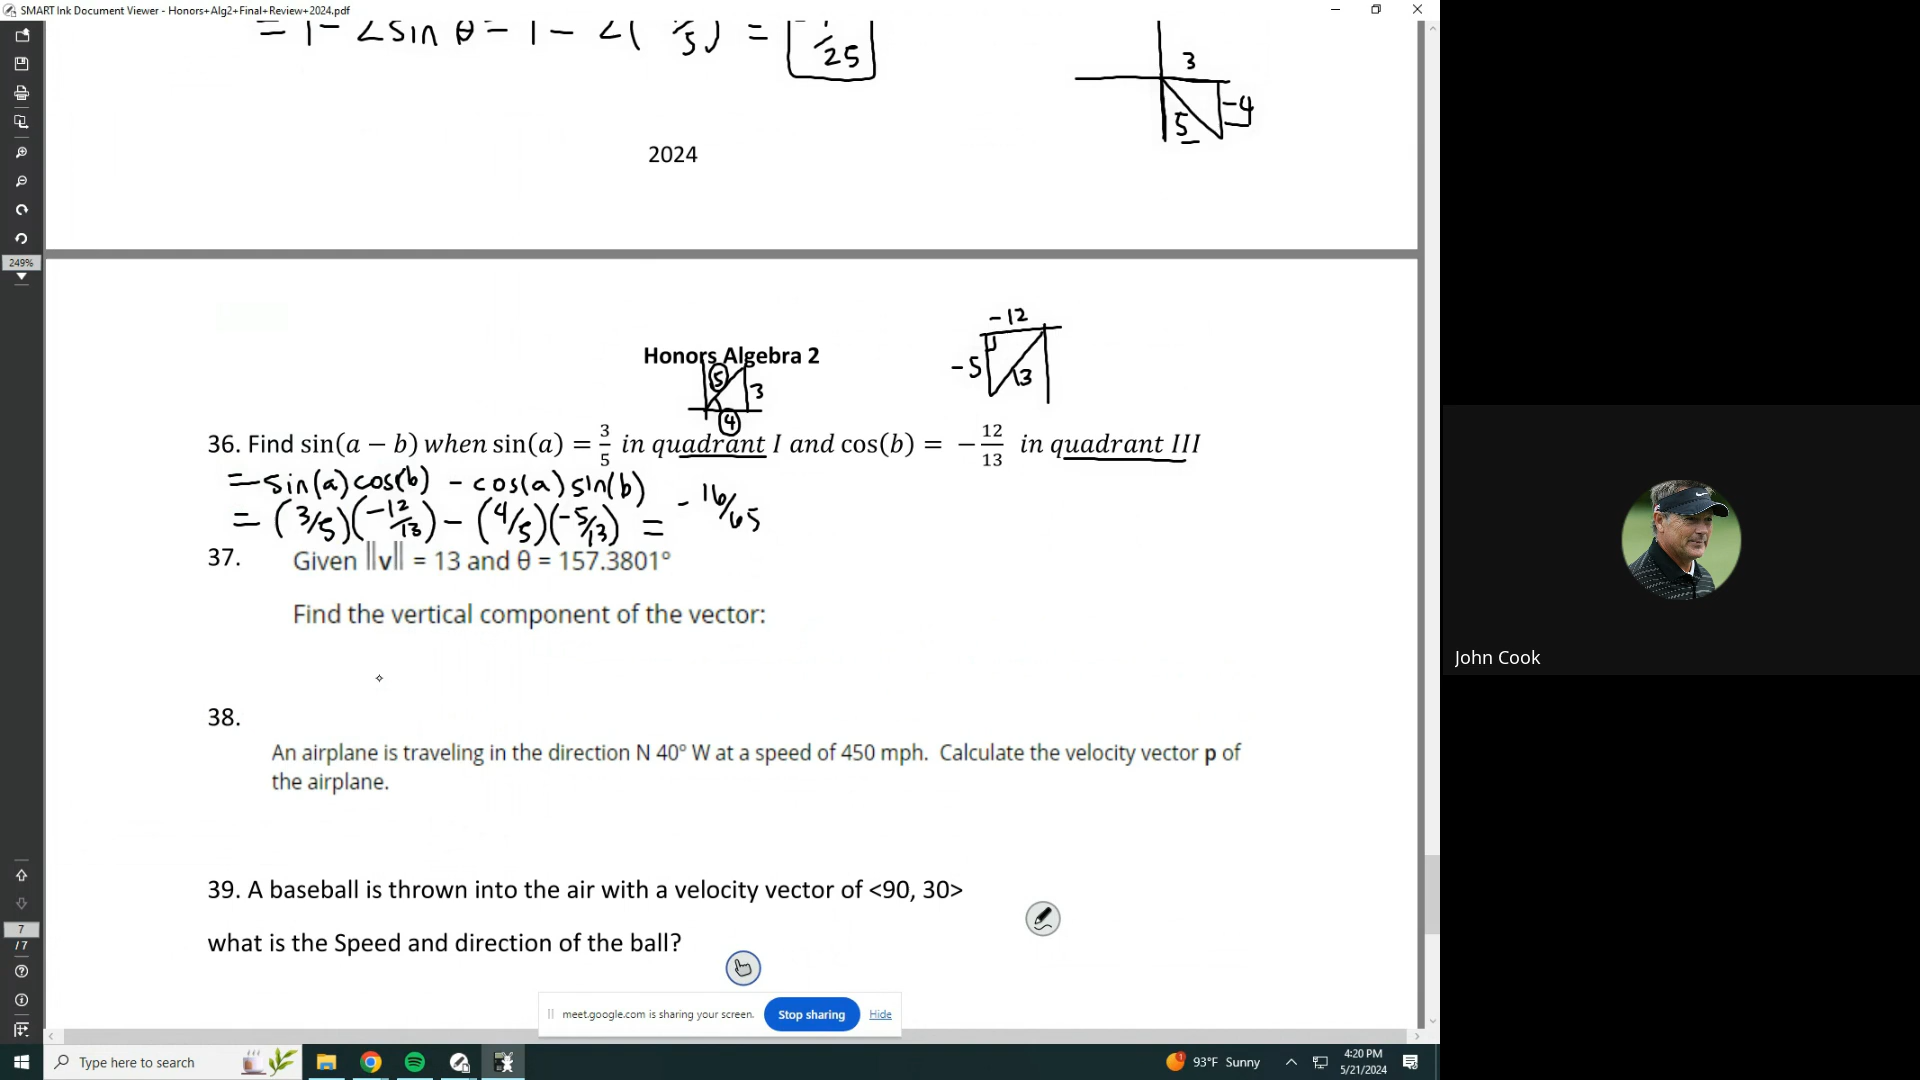 SMART Ink Document Viewer - Honors+Alg2+Final+Review+2024.pdf
= 1 - 2 sin θ = 1 - 2( /5) = /25
3
-4
5
2024
249%
-12
-5
13
Honors Algebra 2
5
3
4
36. Find sin(a − b) when sin(a) = 3/5 in quadrant I and cos(b) = − 12/13 in quadrant III
= sin(a)cos(b) - cos(a)sin(b)
= (3/5)(-12/13) - (4/5)(-5/13) = -16/65
37. Given ||v|| = 13 and θ = 157.3801°
Find the vertical component of the vector:
John Cook
38.
An airplane is traveling in the direction N 40° W at a speed of 450 mph. Calculate the velocity vector p of
the airplane.
39. A baseball is thrown into the air with a velocity vector of <90, 30>
what is the Speed and direction of the ball?
7
/7
meet.google.com is sharing your screen. Stop sharing Hide
Type here to search
1
93°F Sunny
4:20 PM
5/21/2024